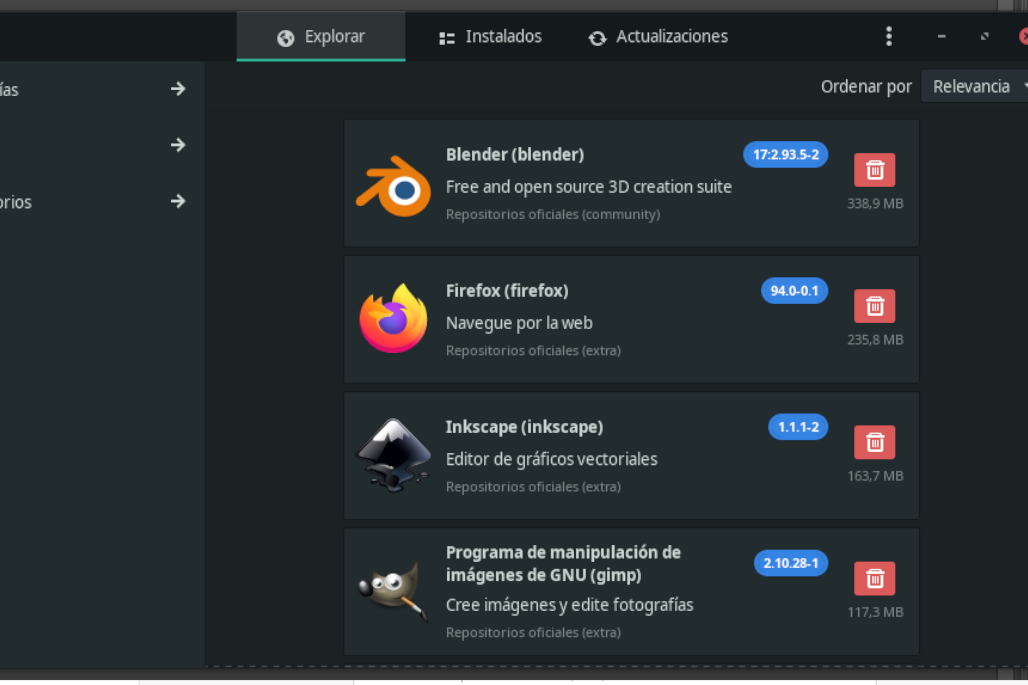 Explorar
Instalados
Actualizaciones
ías
Ordenar por
Relevancia
orios
Blender (blender)
17:2.93.5-2
Free and open source 3D creation suite
338,9 MB
Repositorios oficiales (community)
Firefox (firefox)
94.0-0.1
Navegue por la web
235,8 MB
Repositorios oficiales (extra)
Inkscape (inkscape)
1.1.1-2
Editor de gráficos vectoriales
163,7 MB
Repositorios oficiales (extra)
Programa de manipulación de
imágenes de GNU (gimp)
2.10.28-1
Cree imágenes y edite fotografías
117,3 MB
Repositorios oficiales (extra)